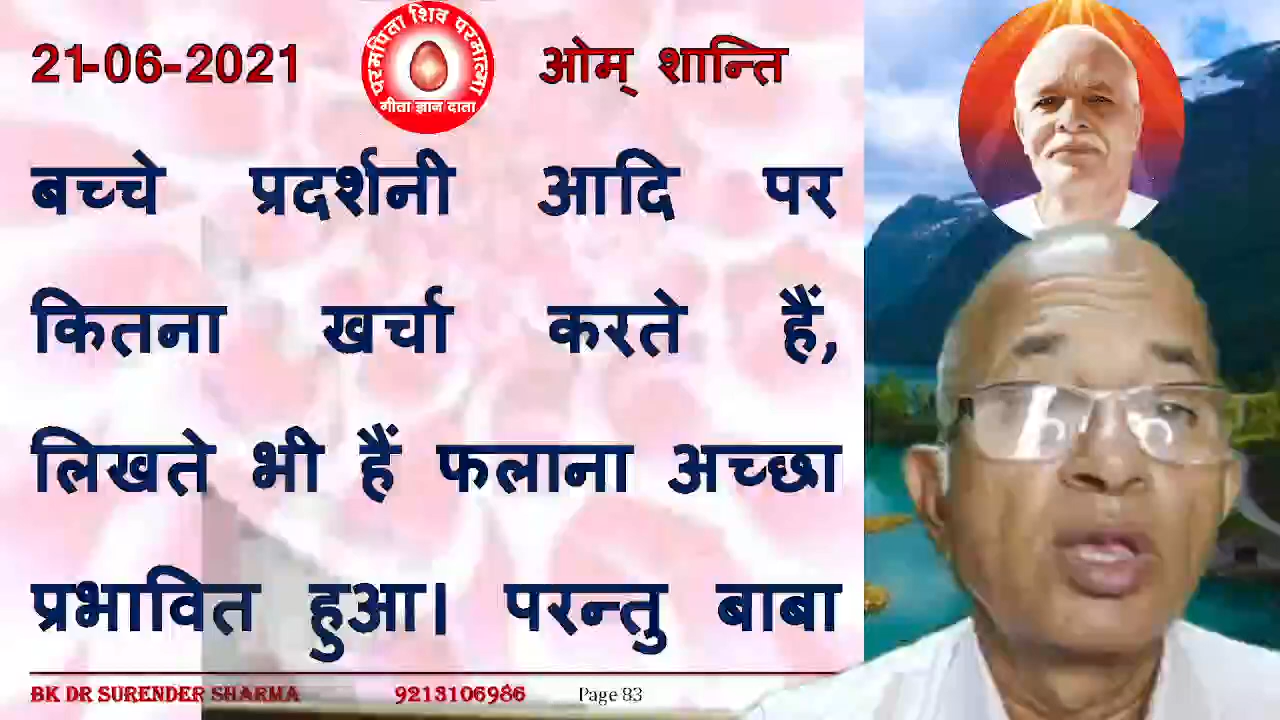 21-06-2021
परमपिता शिव परमात्मा
गीता ज्ञान दाता
ओम् शान्ति
बच्चे प्रदर्शनी आदि पर
कितना खर्चा करते हैं,
लिखते भी हैं फलाना अच्छा
प्रभावित हुआ। परन्तु बाबा
BK DR SURENDER SHARMA 9213106986 Page 83